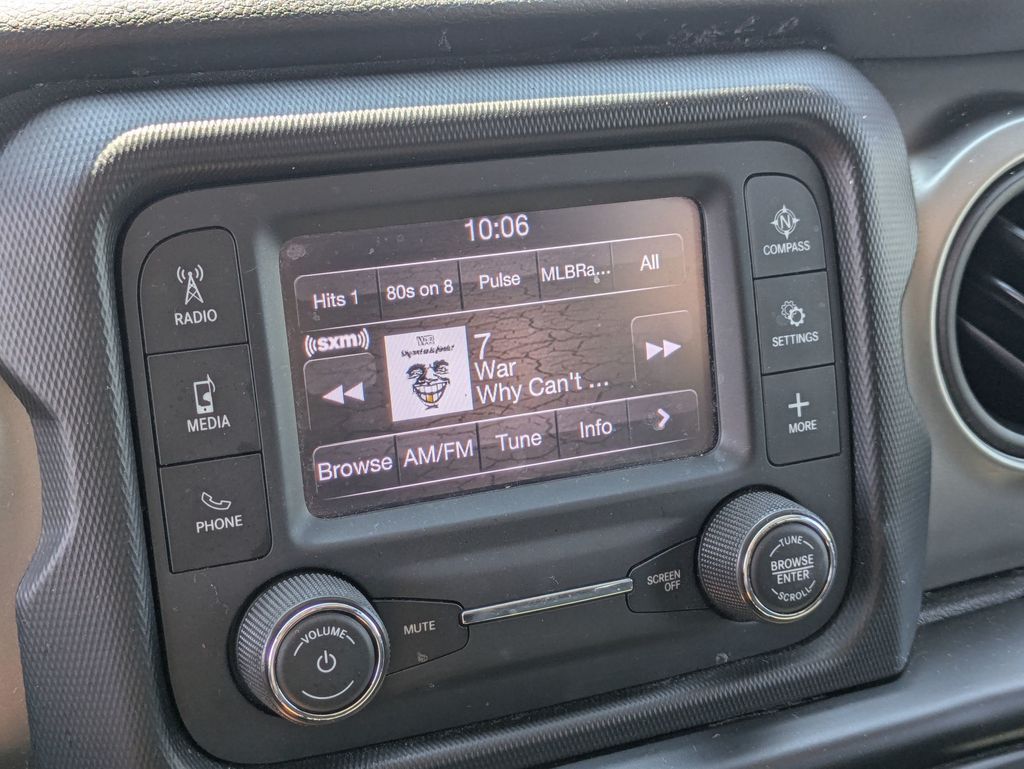 10:06
Hits 1
80s on 8
Pulse
MLBRa...
All
((sxm))
7
War
Why Can't ...
Browse
AM/FM
Tune
Info
RADIO
MEDIA
PHONE
N
COMPASS
SETTINGS
MORE
VOLUME
MUTE
SCREEN
OFF
TUNE
BROWSE
ENTER
SCROLL